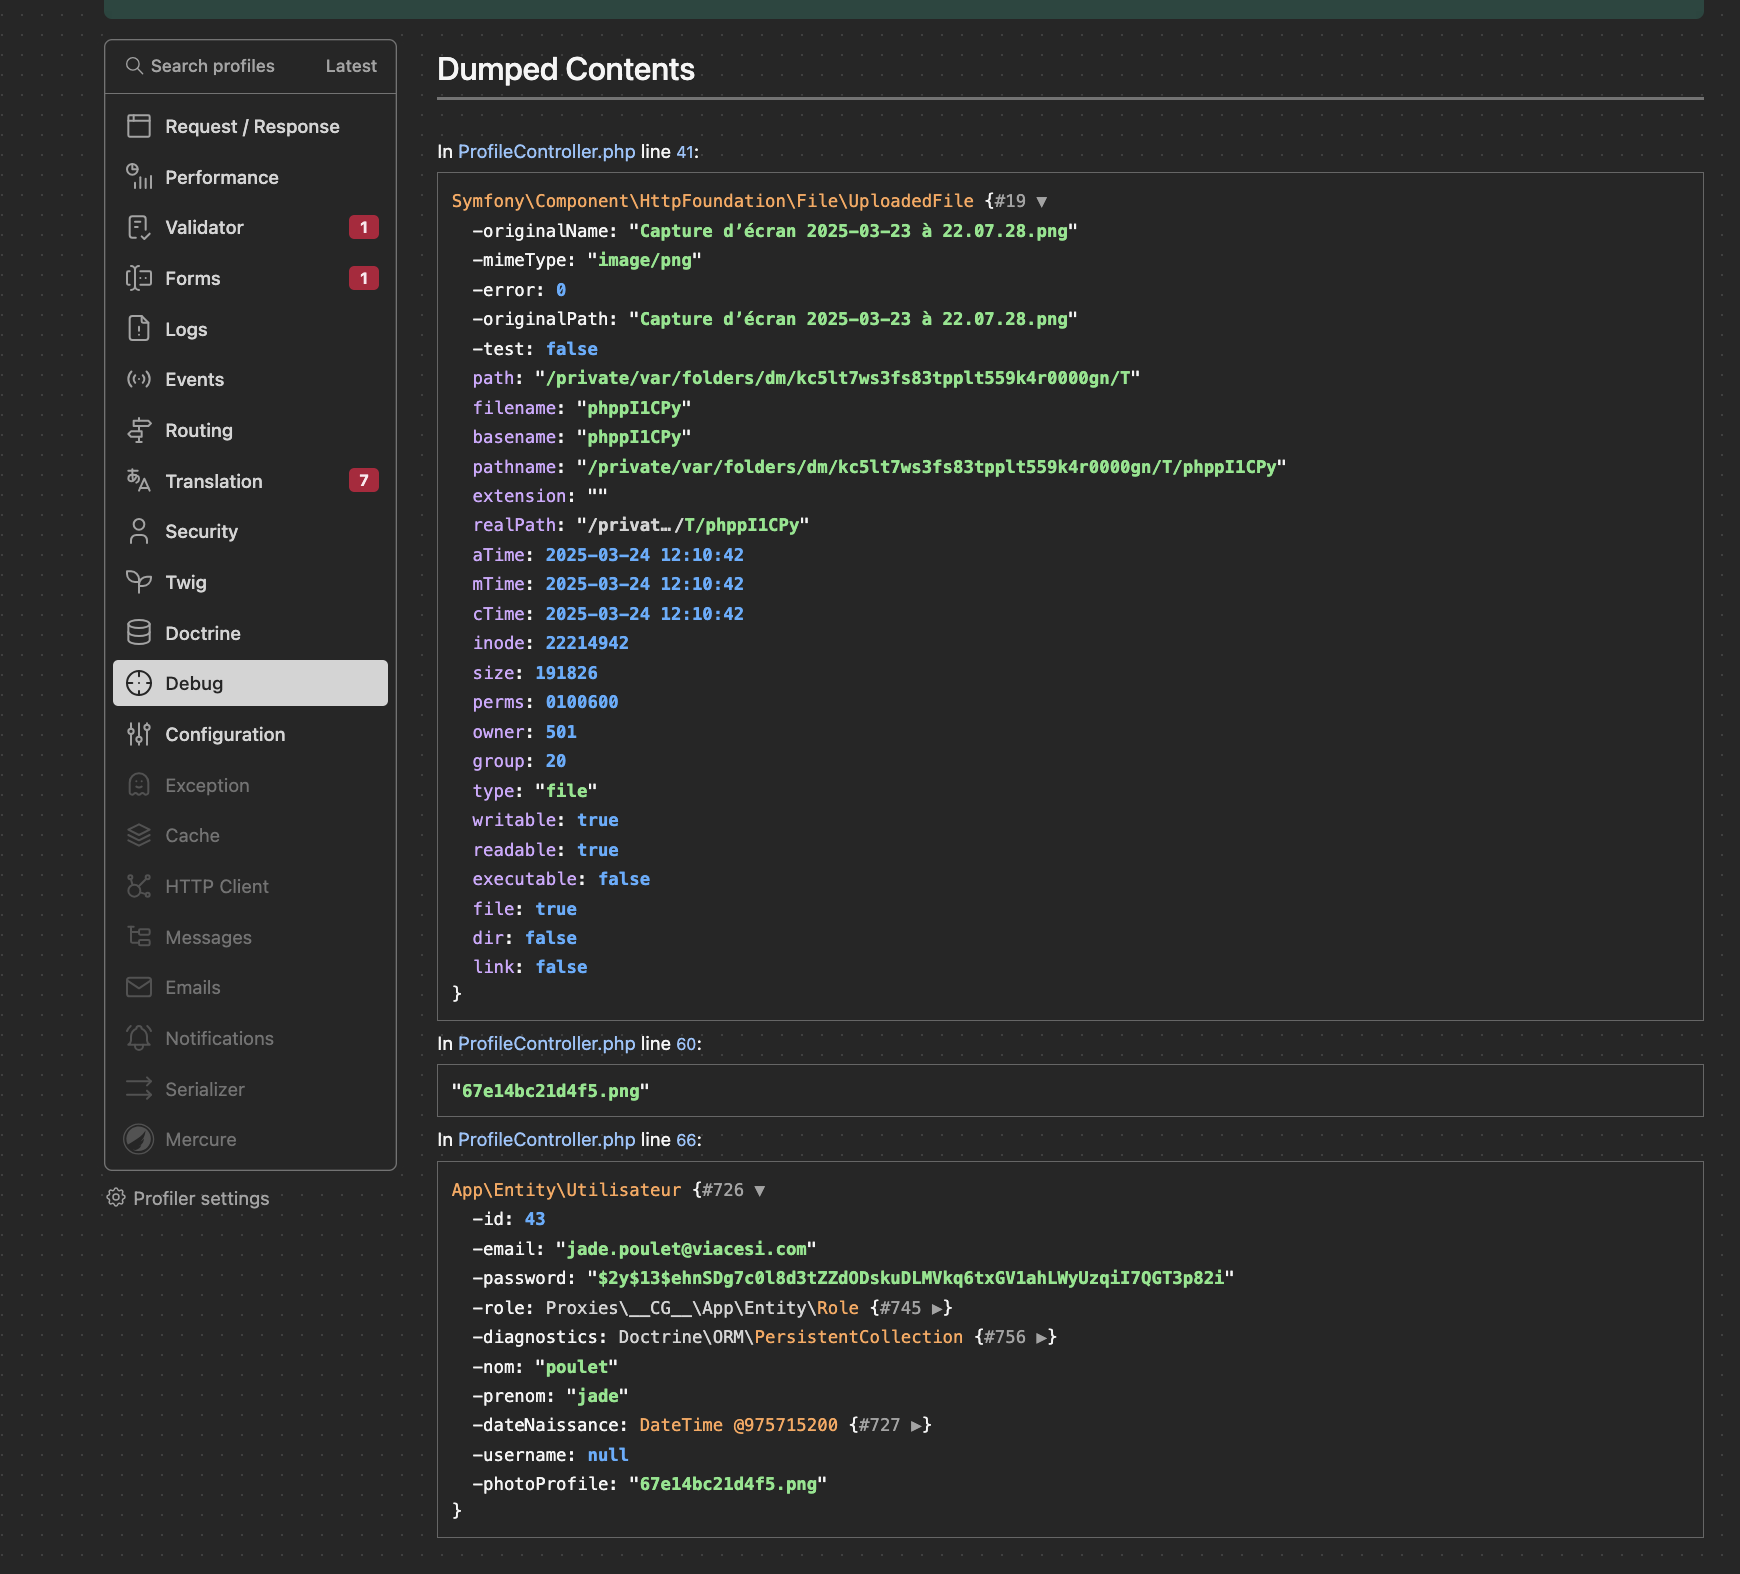 Search profiles Latest
Request / Response
Performance
Validator 1
Forms 1
Logs
Events
Routing
Translation 7
Security
Twig
Doctrine
Debug
Configuration
Exception
Cache
HTTP Client
Messages
Emails
Notifications
Serializer
Mercure
Profiler settings
Dumped Contents
In ProfileController.php line 41:
Symfony\Component\HttpFoundation\File\UploadedFile {#19 ▼
-originalName: "Capture d’écran 2025-03-23 à 22.07.28.png"
-mimeType: "image/png"
-error: 0
-originalPath: "Capture d’écran 2025-03-23 à 22.07.28.png"
-test: false
path: "/private/var/folders/dm/kc5lt7ws3fs83tpplt559k4r0000gn/T"
filename: "phppI1CPy"
basename: "phppI1CPy"
pathname: "/private/var/folders/dm/kc5lt7ws3fs83tpplt559k4r0000gn/T/phppI1CPy"
extension: ""
realPath: "/privat…/T/phppI1CPy"
aTime: 2025-03-24 12:10:42
mTime: 2025-03-24 12:10:42
cTime: 2025-03-24 12:10:42
inode: 22214942
size: 191826
perms: 0100600
owner: 501
group: 20
type: "file"
writable: true
readable: true
executable: false
file: true
dir: false
link: false
}
In ProfileController.php line 60:
"67e14bc21d4f5.png"
In ProfileController.php line 66:
App\Entity\Utilisateur {#726 ▼
-id: 43
-email: "jade.poulet@viacesi.com"
-password: "$2y$13$ehnSDg7c0l8d3tZZdODskuDLMVkq6txGV1ahLWyUzqiI7QGT3p82i"
-role: Proxies\__CG__\App\Entity\Role {#745 ▶}
-diagnostics: Doctrine\ORM\PersistentCollection {#756 ▶}
-nom: "poulet"
-prenom: "jade"
-dateNaissance: DateTime @975715200 {#727 ▶}
-username: null
-photoProfile: "67e14bc21d4f5.png"
}